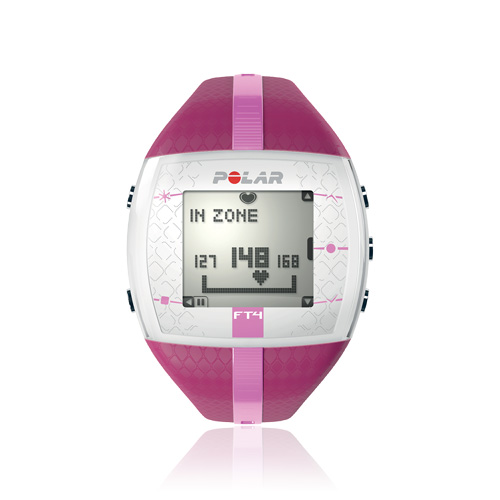 POLAR
IN ZONE
127 148 168
FT4